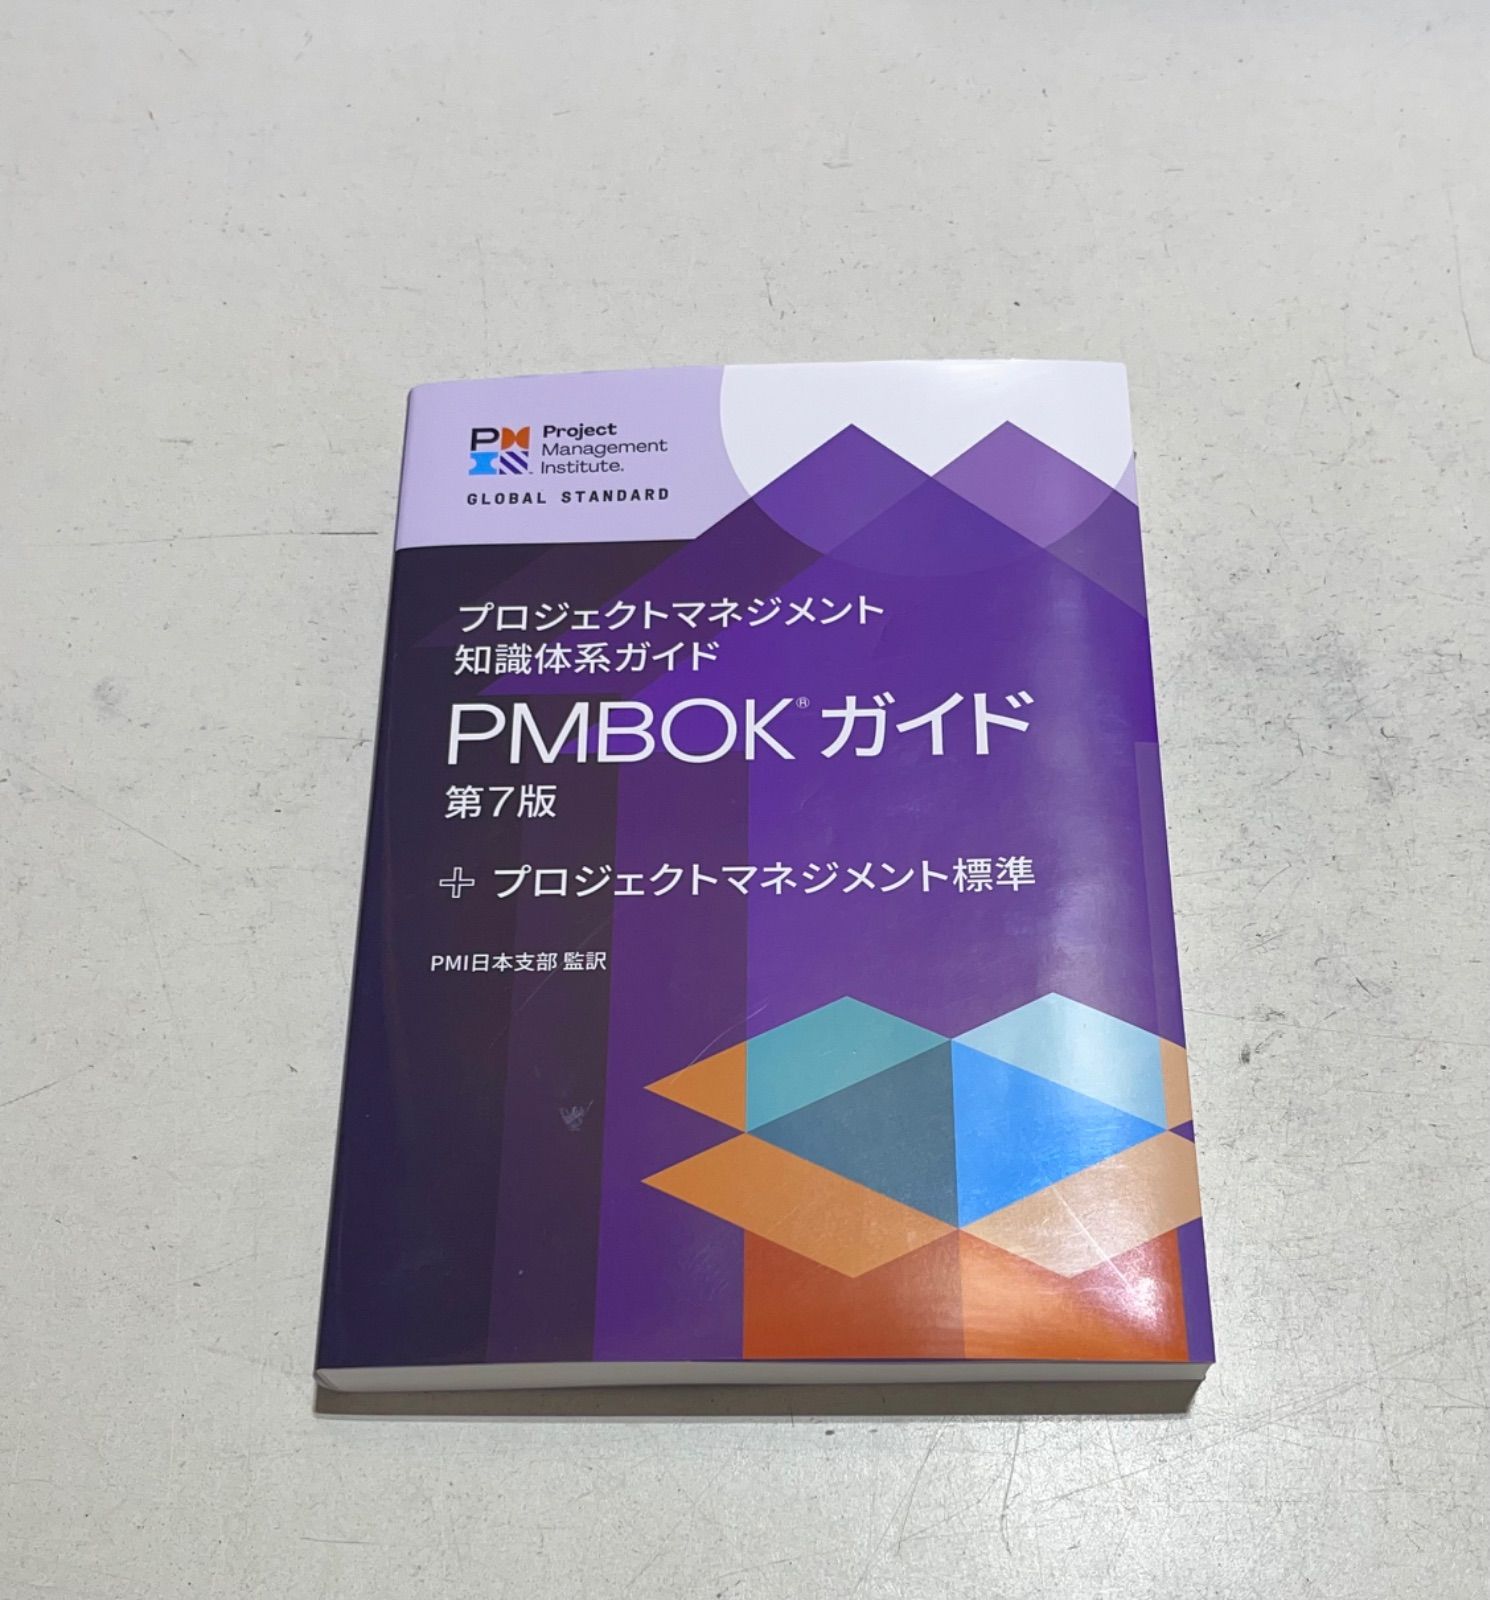 PM
Project
Management
Institute.
GLOBAL STANDARD
プロジェクトマネジメント
知識体系ガイド
PMBOK® ガイド
第7版
+ プロジェクトマネジメント標準
PMI日本支部 監訳